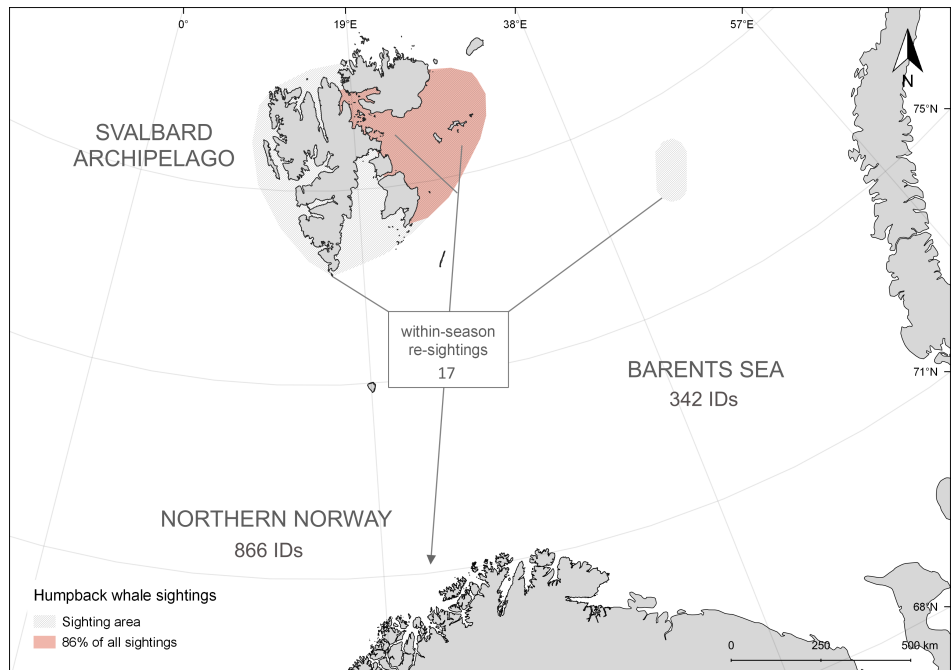 0°
19°E
38°E
57°E
N
75°N
SVALBARD
ARCHIPELAGO
within-season
re-sightings
17
BARENTS SEA
342 IDs
71°N
NORTHERN NORWAY
866 IDs
Humpback whale sightings
Sighting area
86% of all sightings
68°N
0
250
500 km